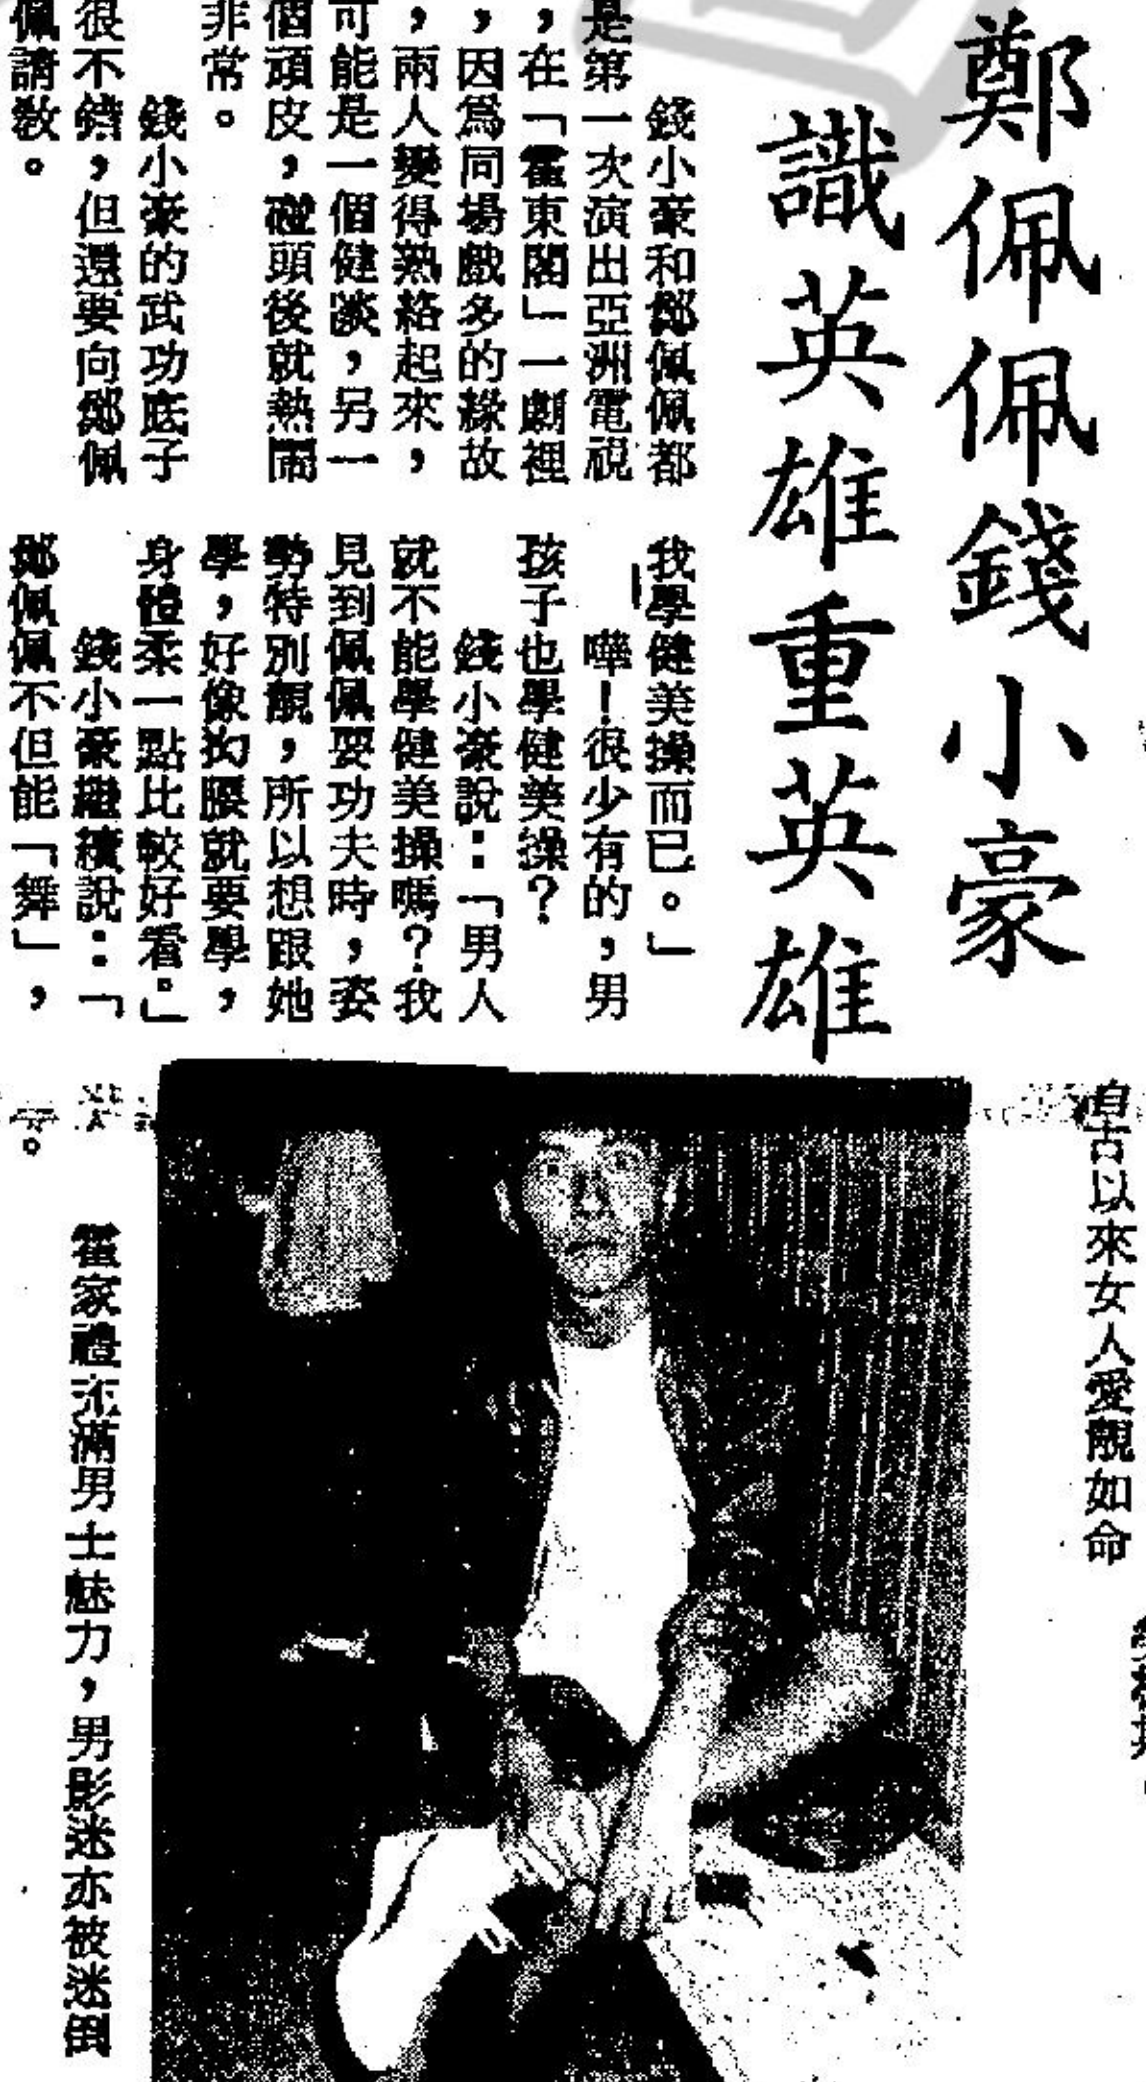 鄭佩佩錢小豪
識英雄重英雄
錢小豪和鄭佩佩都
是第一次演出亞洲電視
，在「霍東閣」一劇裡
，因爲同場戲多的緣故
，兩人變得熟絡起來，
可能是一個健談，另一
個頑皮，碰頭後就熱鬧
非常。
錢小豪的武功底子
很不錯，但還要向鄭佩
佩請敎。
我學健美操而已。」
嘩！很少有的，男
孩子也學健美操？
錢小豪說：「男人
就不能學健美操嗎？我
見到佩佩耍功夫時，姿
勢特別靚，所以想跟她
學，好像拗腰就要學，
身體柔一點比較好看。」
錢小豪繼續說：「
鄭佩佩不但能「舞」，
自古以來女人愛靚如命
霍家禮充滿男士魅力，男影迷亦被迷倒
。